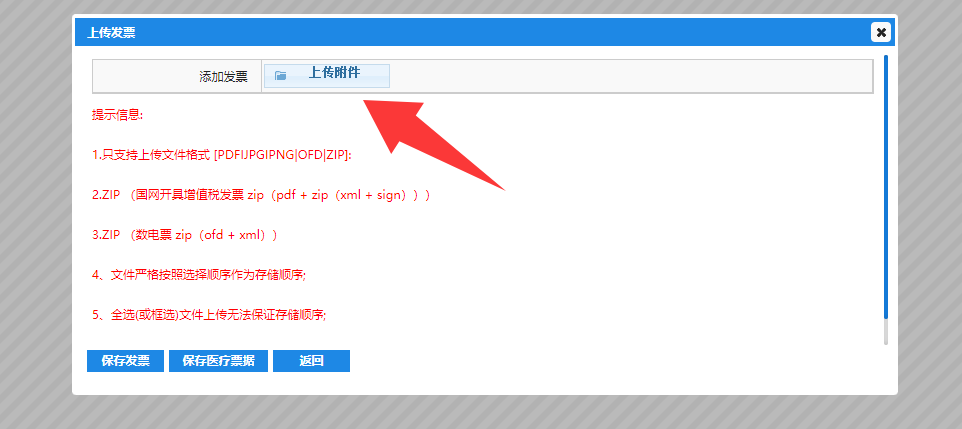 上传发票
添加发票 上传附件
提示信息:
1.只支持上传文件格式 [PDFIJPGIPNG|OFD|ZIP]:
2.ZIP （国网开具增值税发票 zip（pdf + zip（xml + sign）））
3.ZIP （数电票 zip（ofd + xml））
4、文件严格按照选择顺序作为存储顺序;
5、全选(或框选)文件上传无法保证存储顺序;
保存发票 保存医疗票据 返回